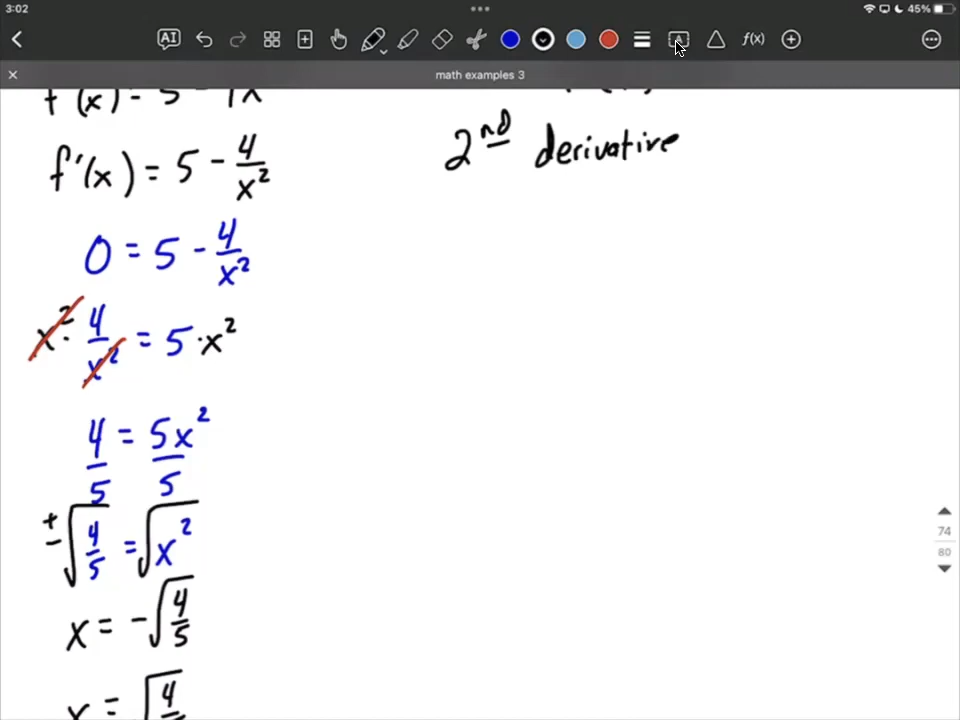 3:02
45%
AI
A
f(x)
math examples 3
f'(x) = 5 - 4/x²
2nd derivative
0 = 5 - 4/x²
x² · 4/x² = 5 · x²
4/5 = 5x²/5
±√(4/5) = √(x²)
x = -√(4/5)
x = √(4
74
80